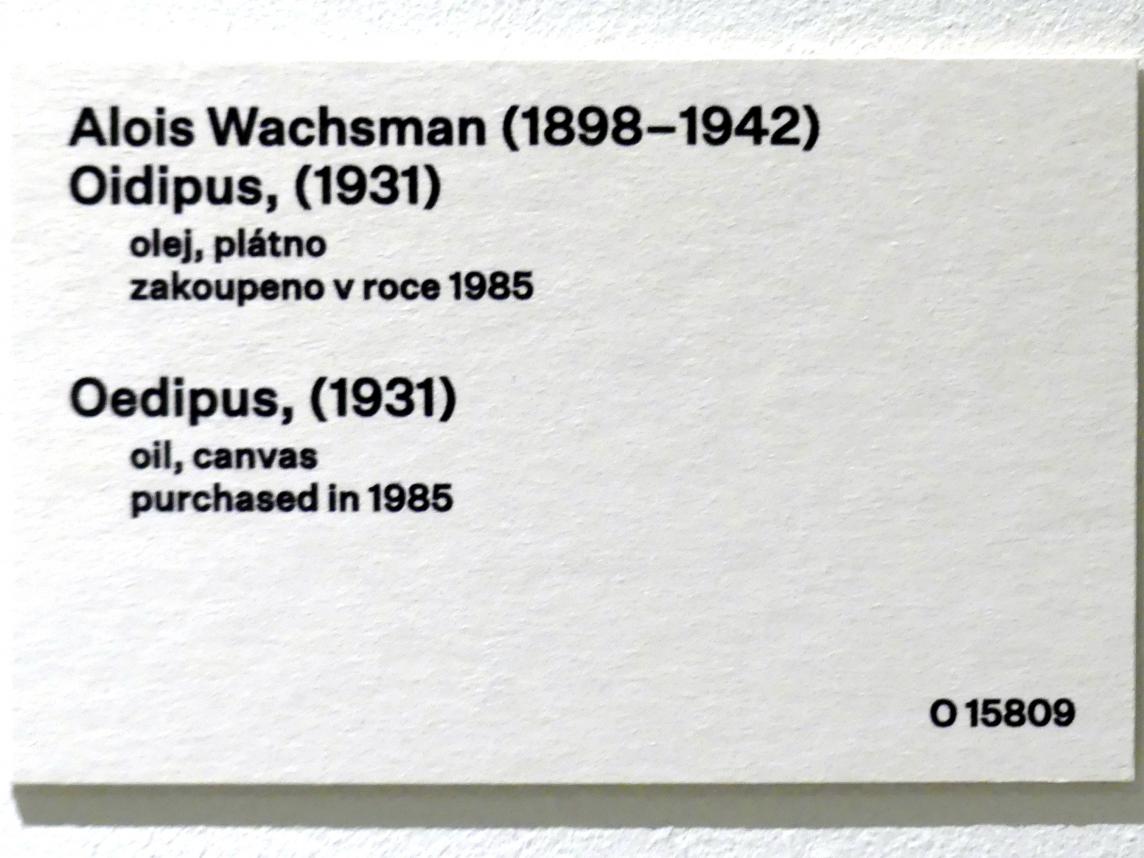 Alois Wachsman (1898–1942)
Oidipus, (1931)
olej, plátno
zakoupeno v roce 1985
Oedipus, (1931)
oil, canvas
purchased in 1985
O 15809